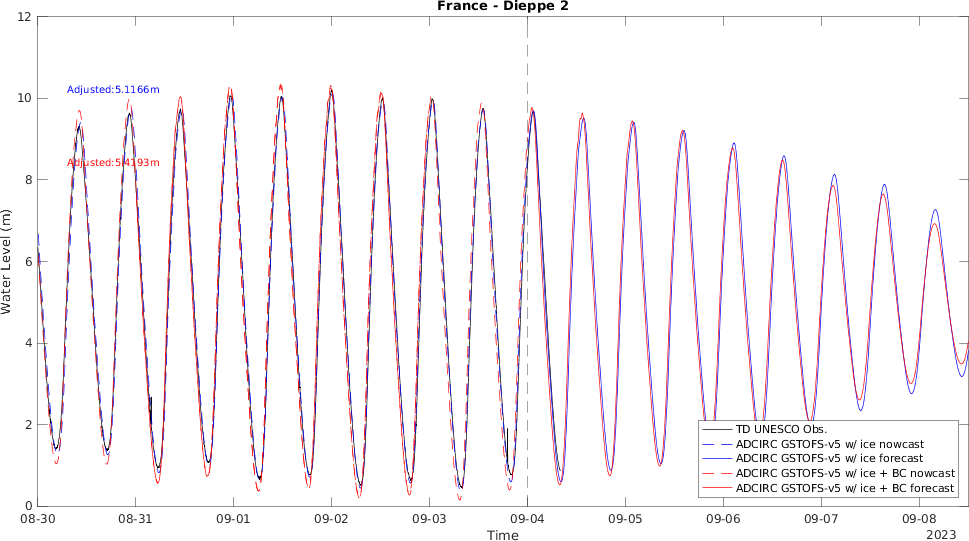 France - Dieppe 2
12
10
8
6
4
2
0
Water Level (m)
Adjusted:5.1166m
Adjusted:5.4193m
TD UNESCO Obs.
ADCIRC GSTOFS-v5 w/ ice nowcast
ADCIRC GSTOFS-v5 w/ ice forecast
ADCIRC GSTOFS-v5 w/ ice + BC nowcast
ADCIRC GSTOFS-v5 w/ ice + BC forecast
08-30 08-31 09-01 09-02 09-03 09-04 09-05 09-06 09-07 09-08
Time
2023